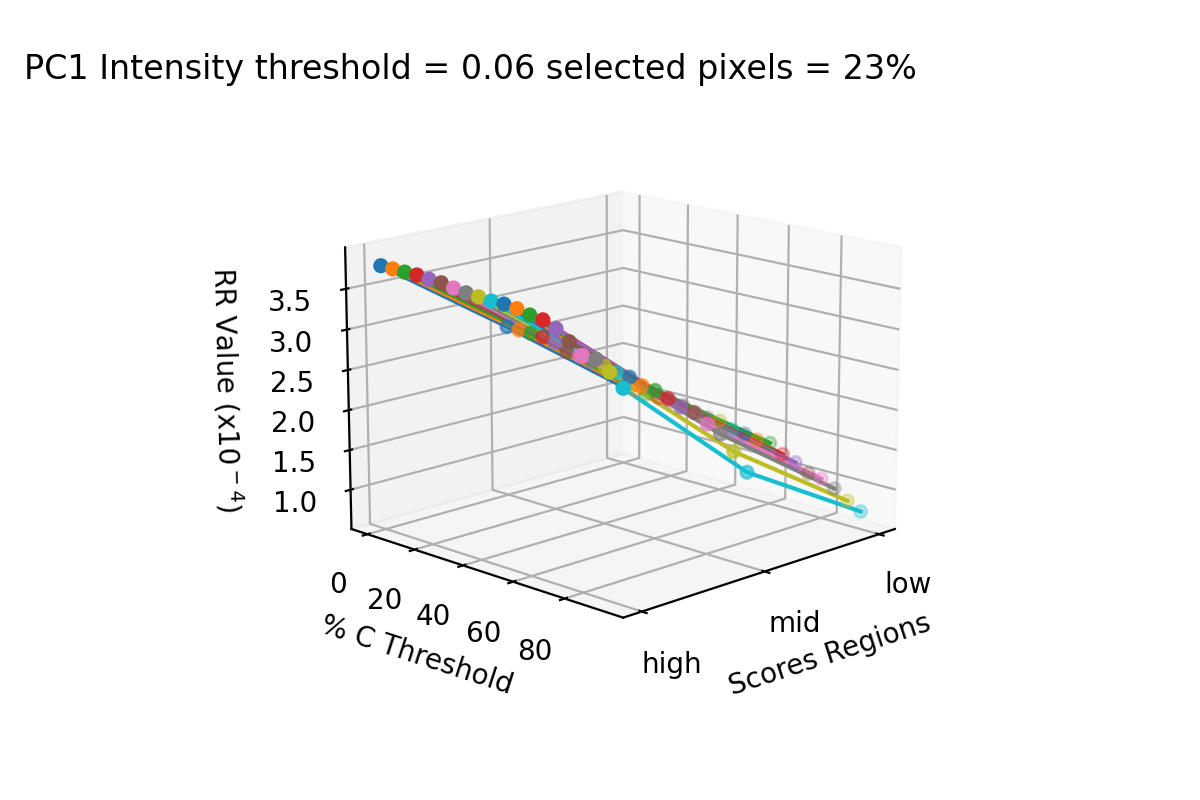 PC1 Intensity threshold = 0.06 selected pixels = 23%
RR Value (x10⁻⁴)
3.5
3.0
2.5
2.0
1.5
1.0
0
20
40
60
80
% C Threshold
high
mid
low
Scores Regions